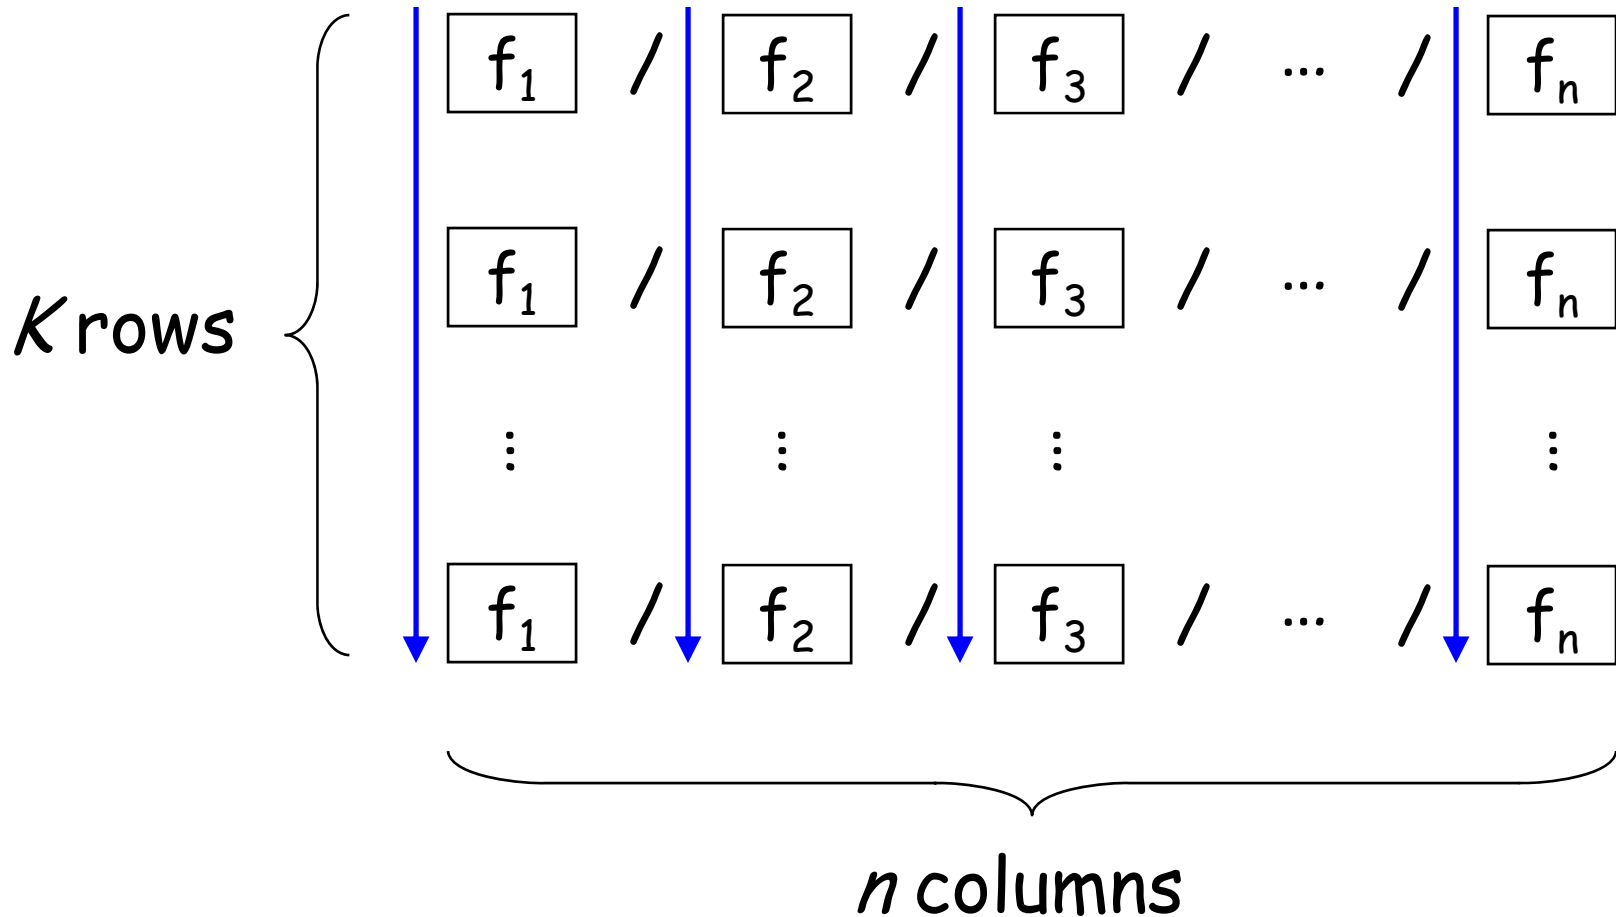 f₁ / f₂ / f₃ / ... / fₙ
f₁ / f₂ / f₃ / ... / fₙ
K rows
⋮ ⋮ ⋮ ⋮
f₁ / f₂ / f₃ / ... / fₙ
n columns